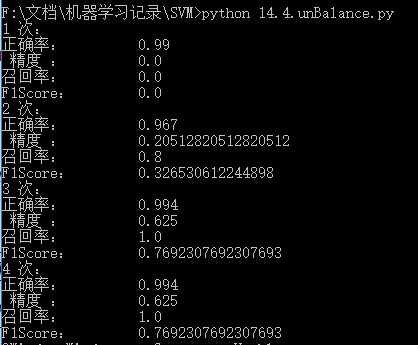 F:\文档\机器学习记录\SVM>python 14.4.unBalance.py
1 次:
正确率: 0.99
精度 : 0.0
召回率: 0.0
F1Score: 0.0
2 次:
正确率: 0.967
精度 : 0.20512820512820512
召回率: 0.8
F1Score: 0.326530612244898
3 次:
正确率: 0.994
精度 : 0.625
召回率: 1.0
F1Score: 0.7692307692307693
4 次:
正确率: 0.994
精度 : 0.625
召回率: 1.0
F1Score: 0.7692307692307693